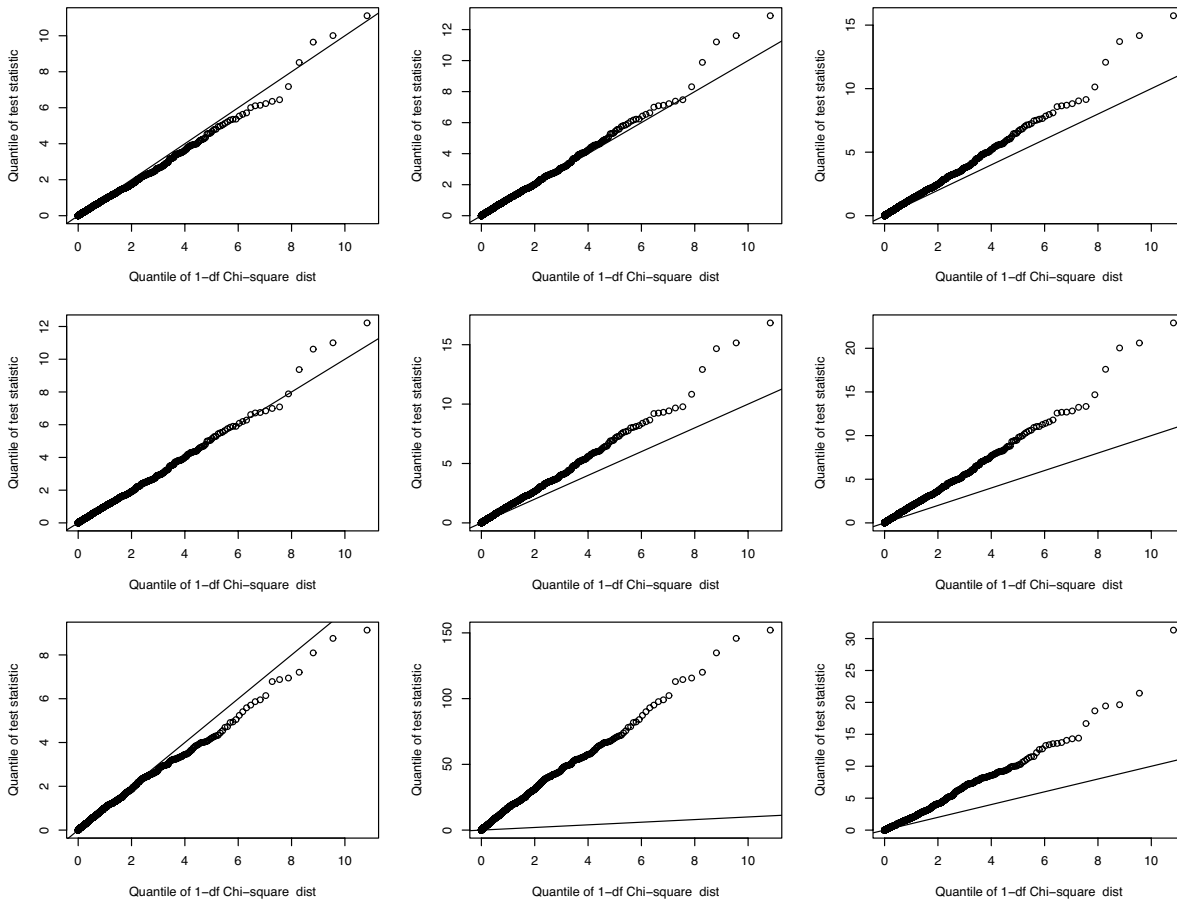 Quantile of test statistic
0 2 4 6 8 10
0 2 4 6 8 10
Quantile of 1−df Chi−square dist
Quantile of test statistic
0 2 4 6 8 10 12
0 2 4 6 8 10
Quantile of 1−df Chi−square dist
Quantile of test statistic
0 5 10 15
0 2 4 6 8 10
Quantile of 1−df Chi−square dist
Quantile of test statistic
0 2 4 6 8 10 12
0 2 4 6 8 10
Quantile of 1−df Chi−square dist
Quantile of test statistic
0 5 10 15
0 2 4 6 8 10
Quantile of 1−df Chi−square dist
Quantile of test statistic
0 5 10 15 20
0 2 4 6 8 10
Quantile of 1−df Chi−square dist
Quantile of test statistic
0 2 4 6 8
0 2 4 6 8 10
Quantile of 1−df Chi−square dist
Quantile of test statistic
0 50 100 150
0 2 4 6 8 10
Quantile of 1−df Chi−square dist
Quantile of test statistic
0 5 10 15 20 25 30
0 2 4 6 8 10
Quantile of 1−df Chi−square dist